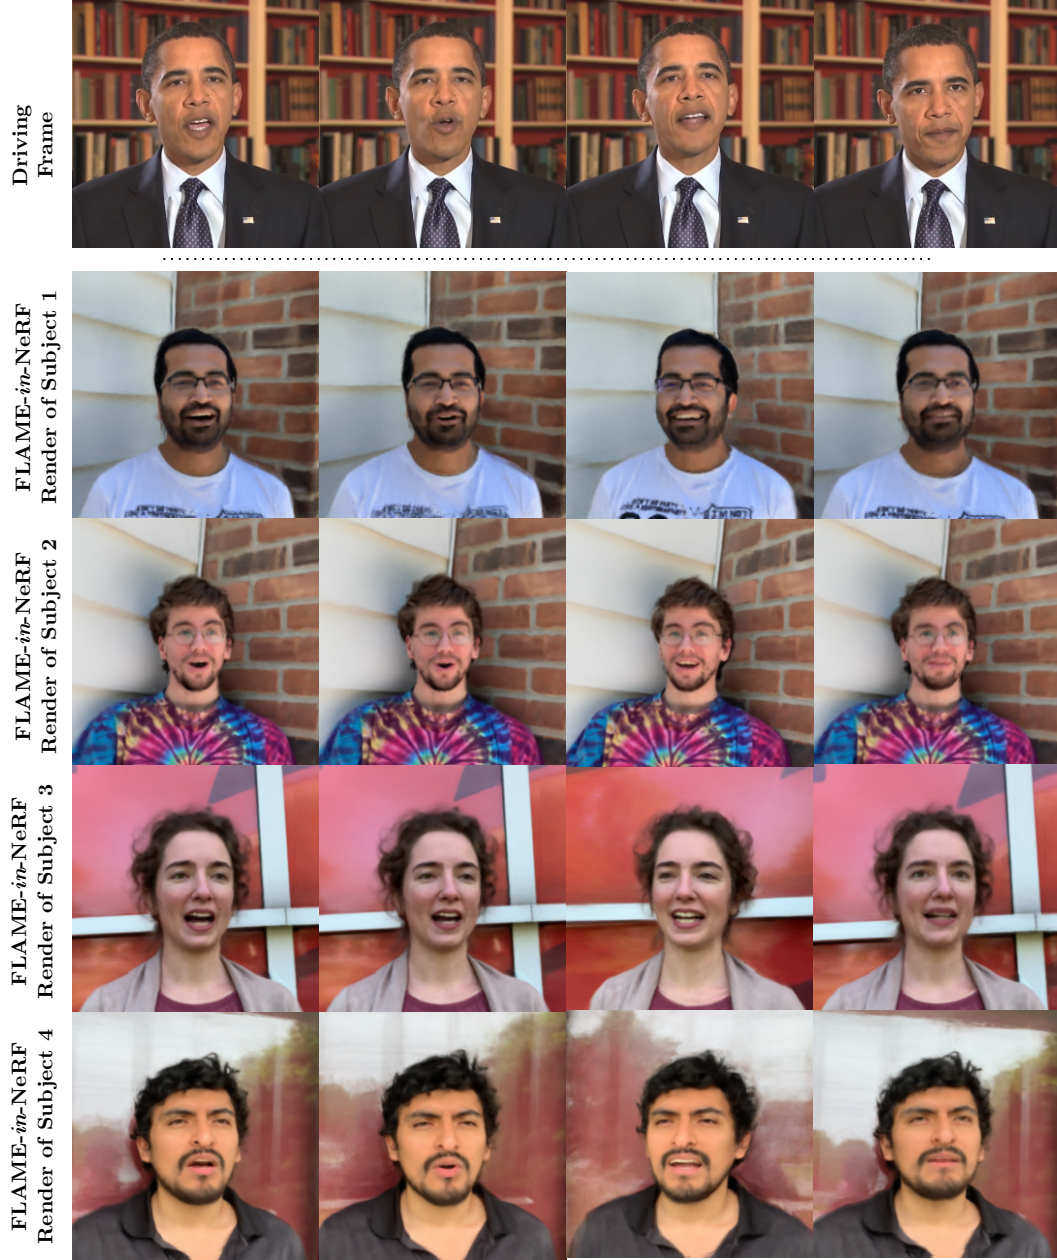 Driving
Frame
FLAME-in-NeRF
Render of Subject 1
FLAME-in-NeRF
Render of Subject 2
FLAME-in-NeRF
Render of Subject 3
FLAME-in-NeRF
Render of Subject 4